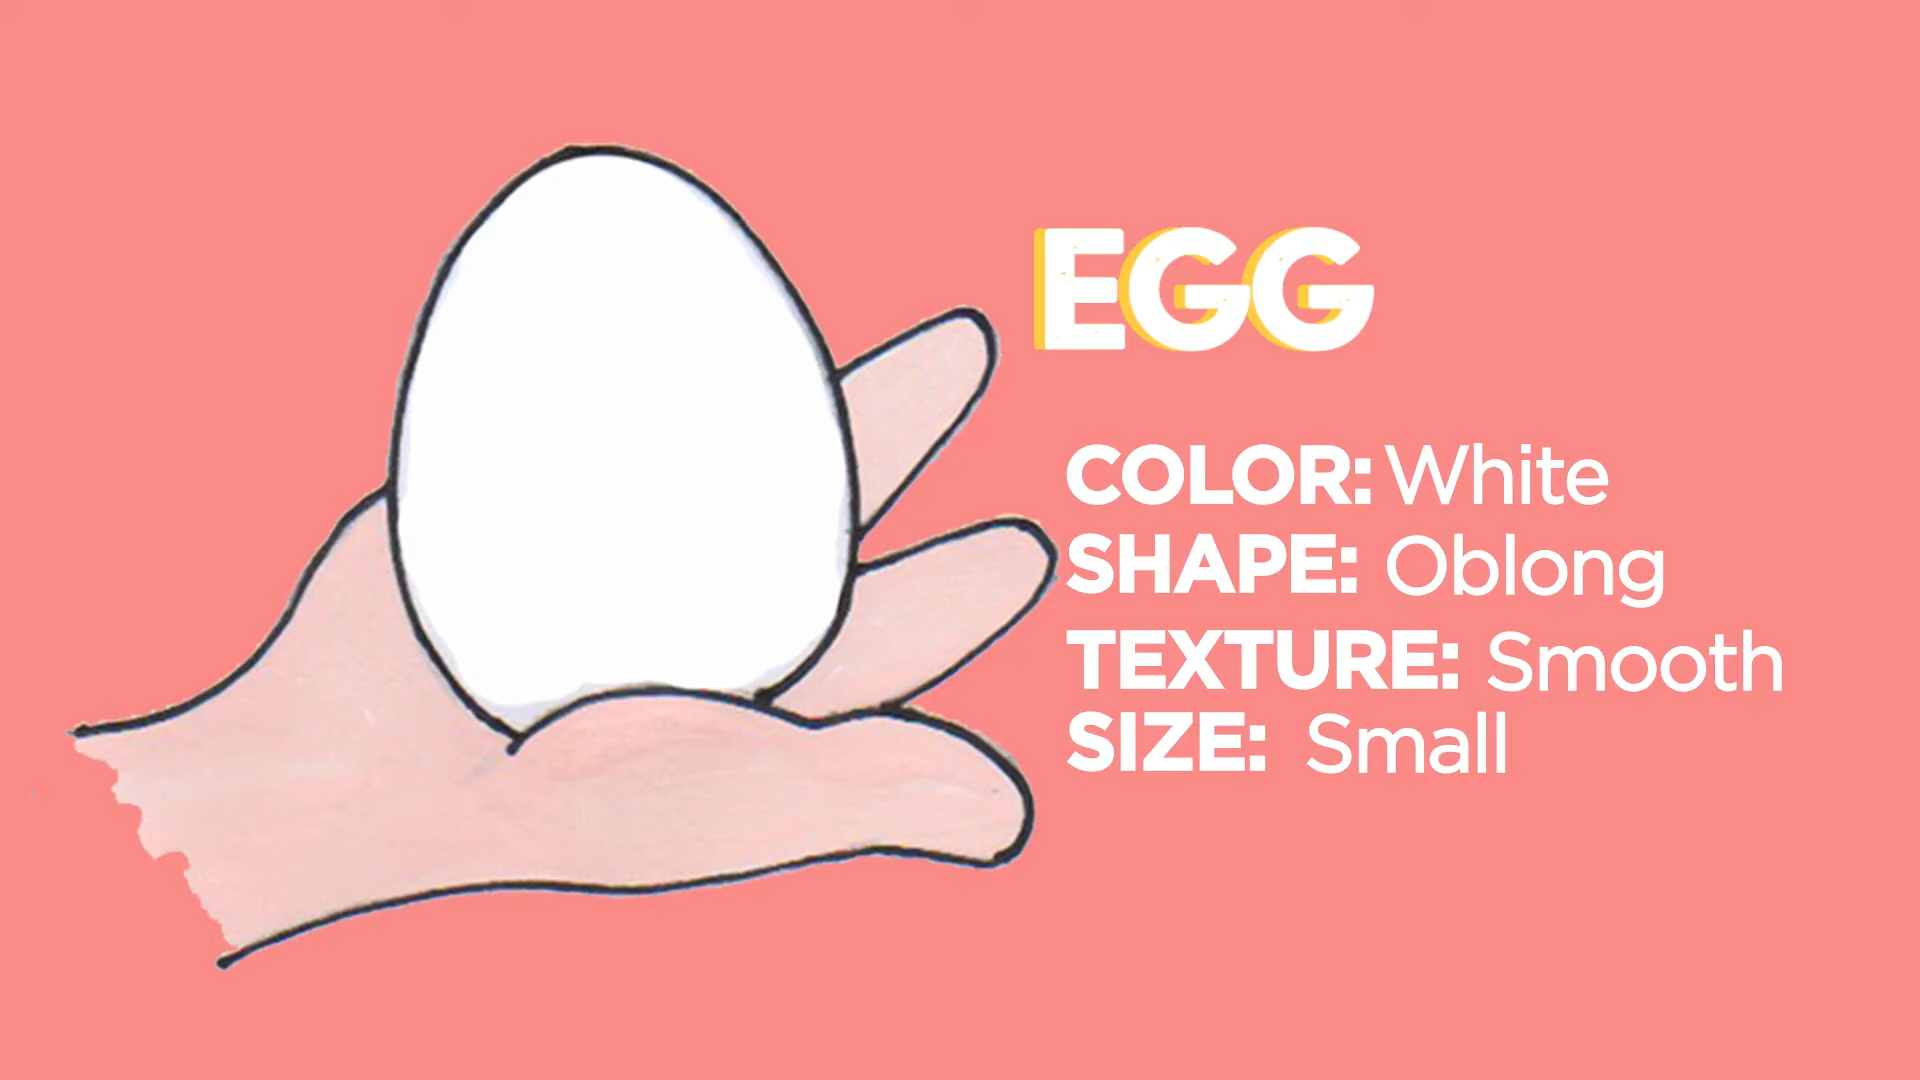 EGG
COLOR: White
SHAPE: Oblong
TEXTURE: Smooth
SIZE: Small